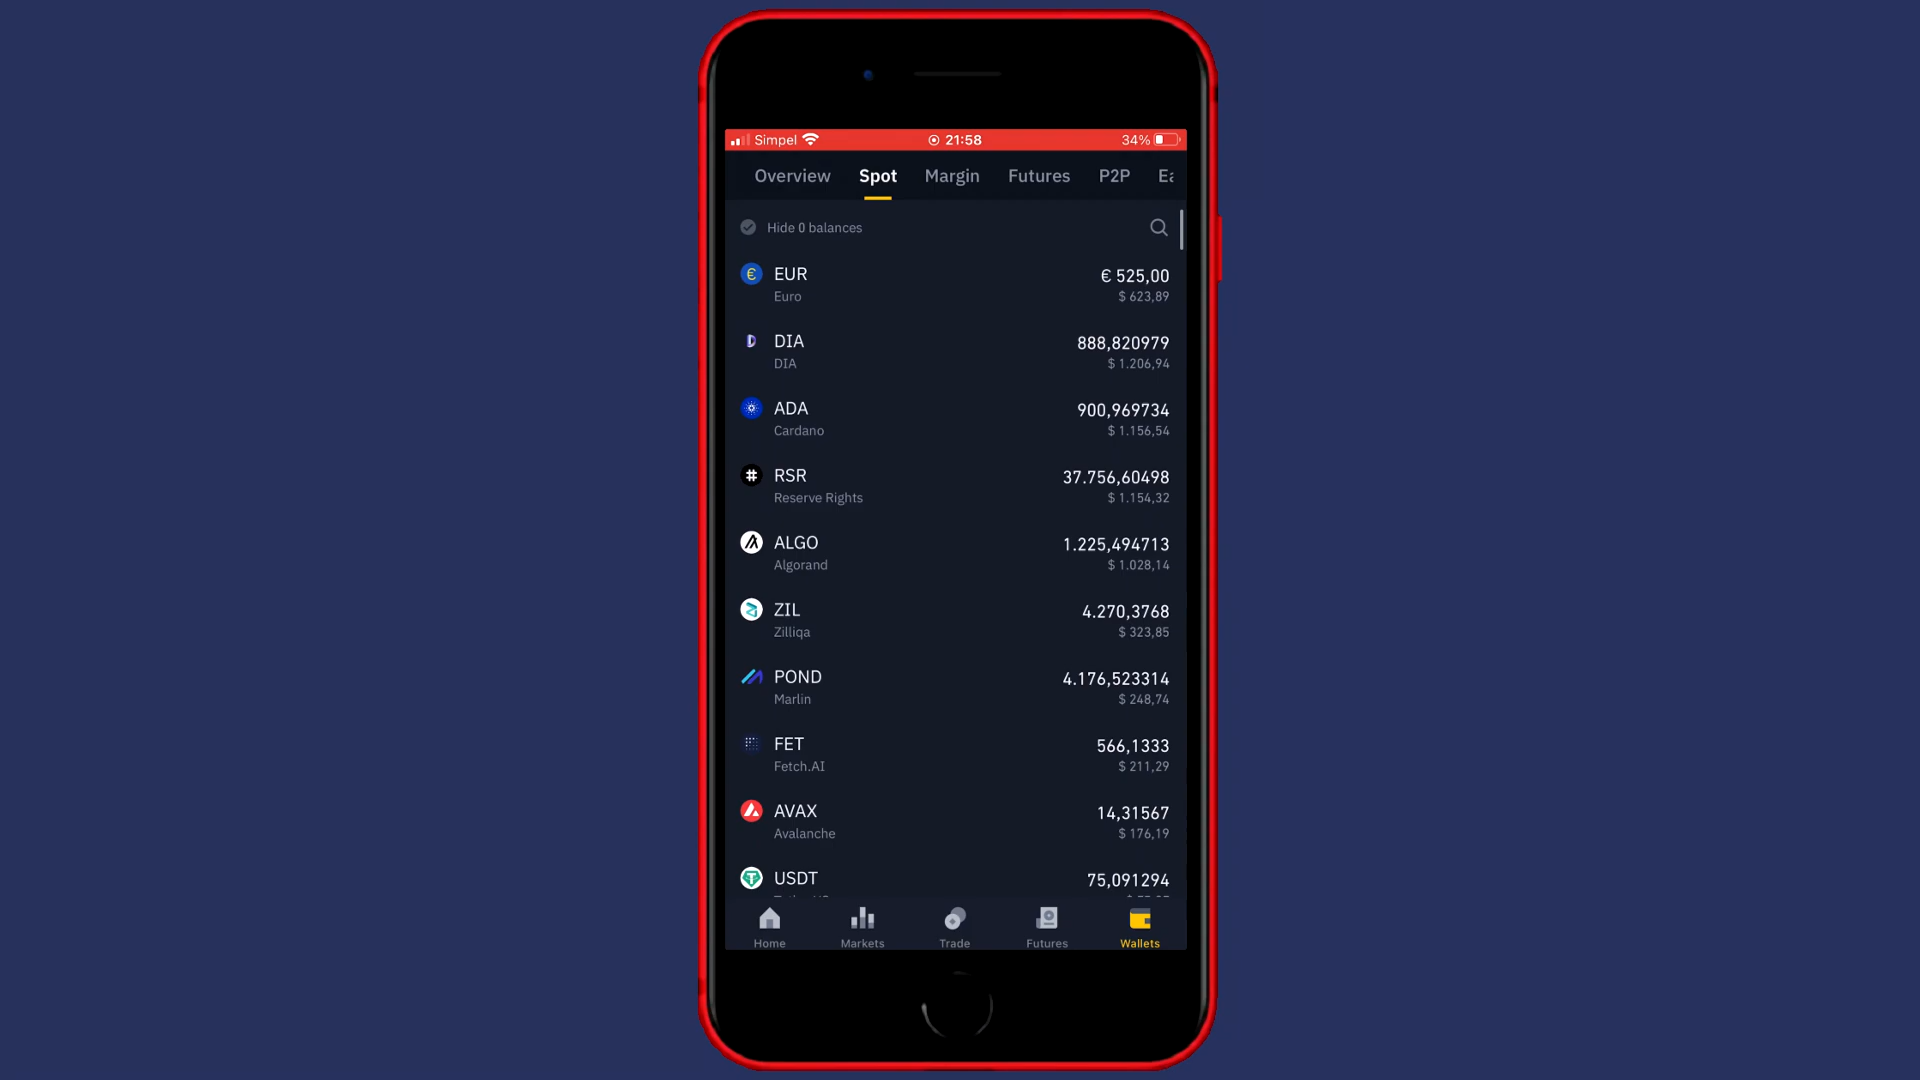 Simpel 21:58 34%
Overview Spot Margin Futures P2P Ea
Hide 0 balances
EUR € 525,00
Euro $ 623,89
DIA 888,820979
DIA $ 1.206,94
ADA 900,969734
Cardano $ 1.156,54
RSR 37.756,60498
Reserve Rights $ 1.154,32
ALGO 1.225,494713
Algorand $ 1.028,14
ZIL 4.270,3768
Zilliqa $ 323,85
POND 4.176,523314
Marlin $ 248,74
FET 566,1333
Fetch.AI $ 211,29
AVAX 14,31567
Avalanche $ 176,19
USDT 75,091294
Home Markets Trade Futures Wallets